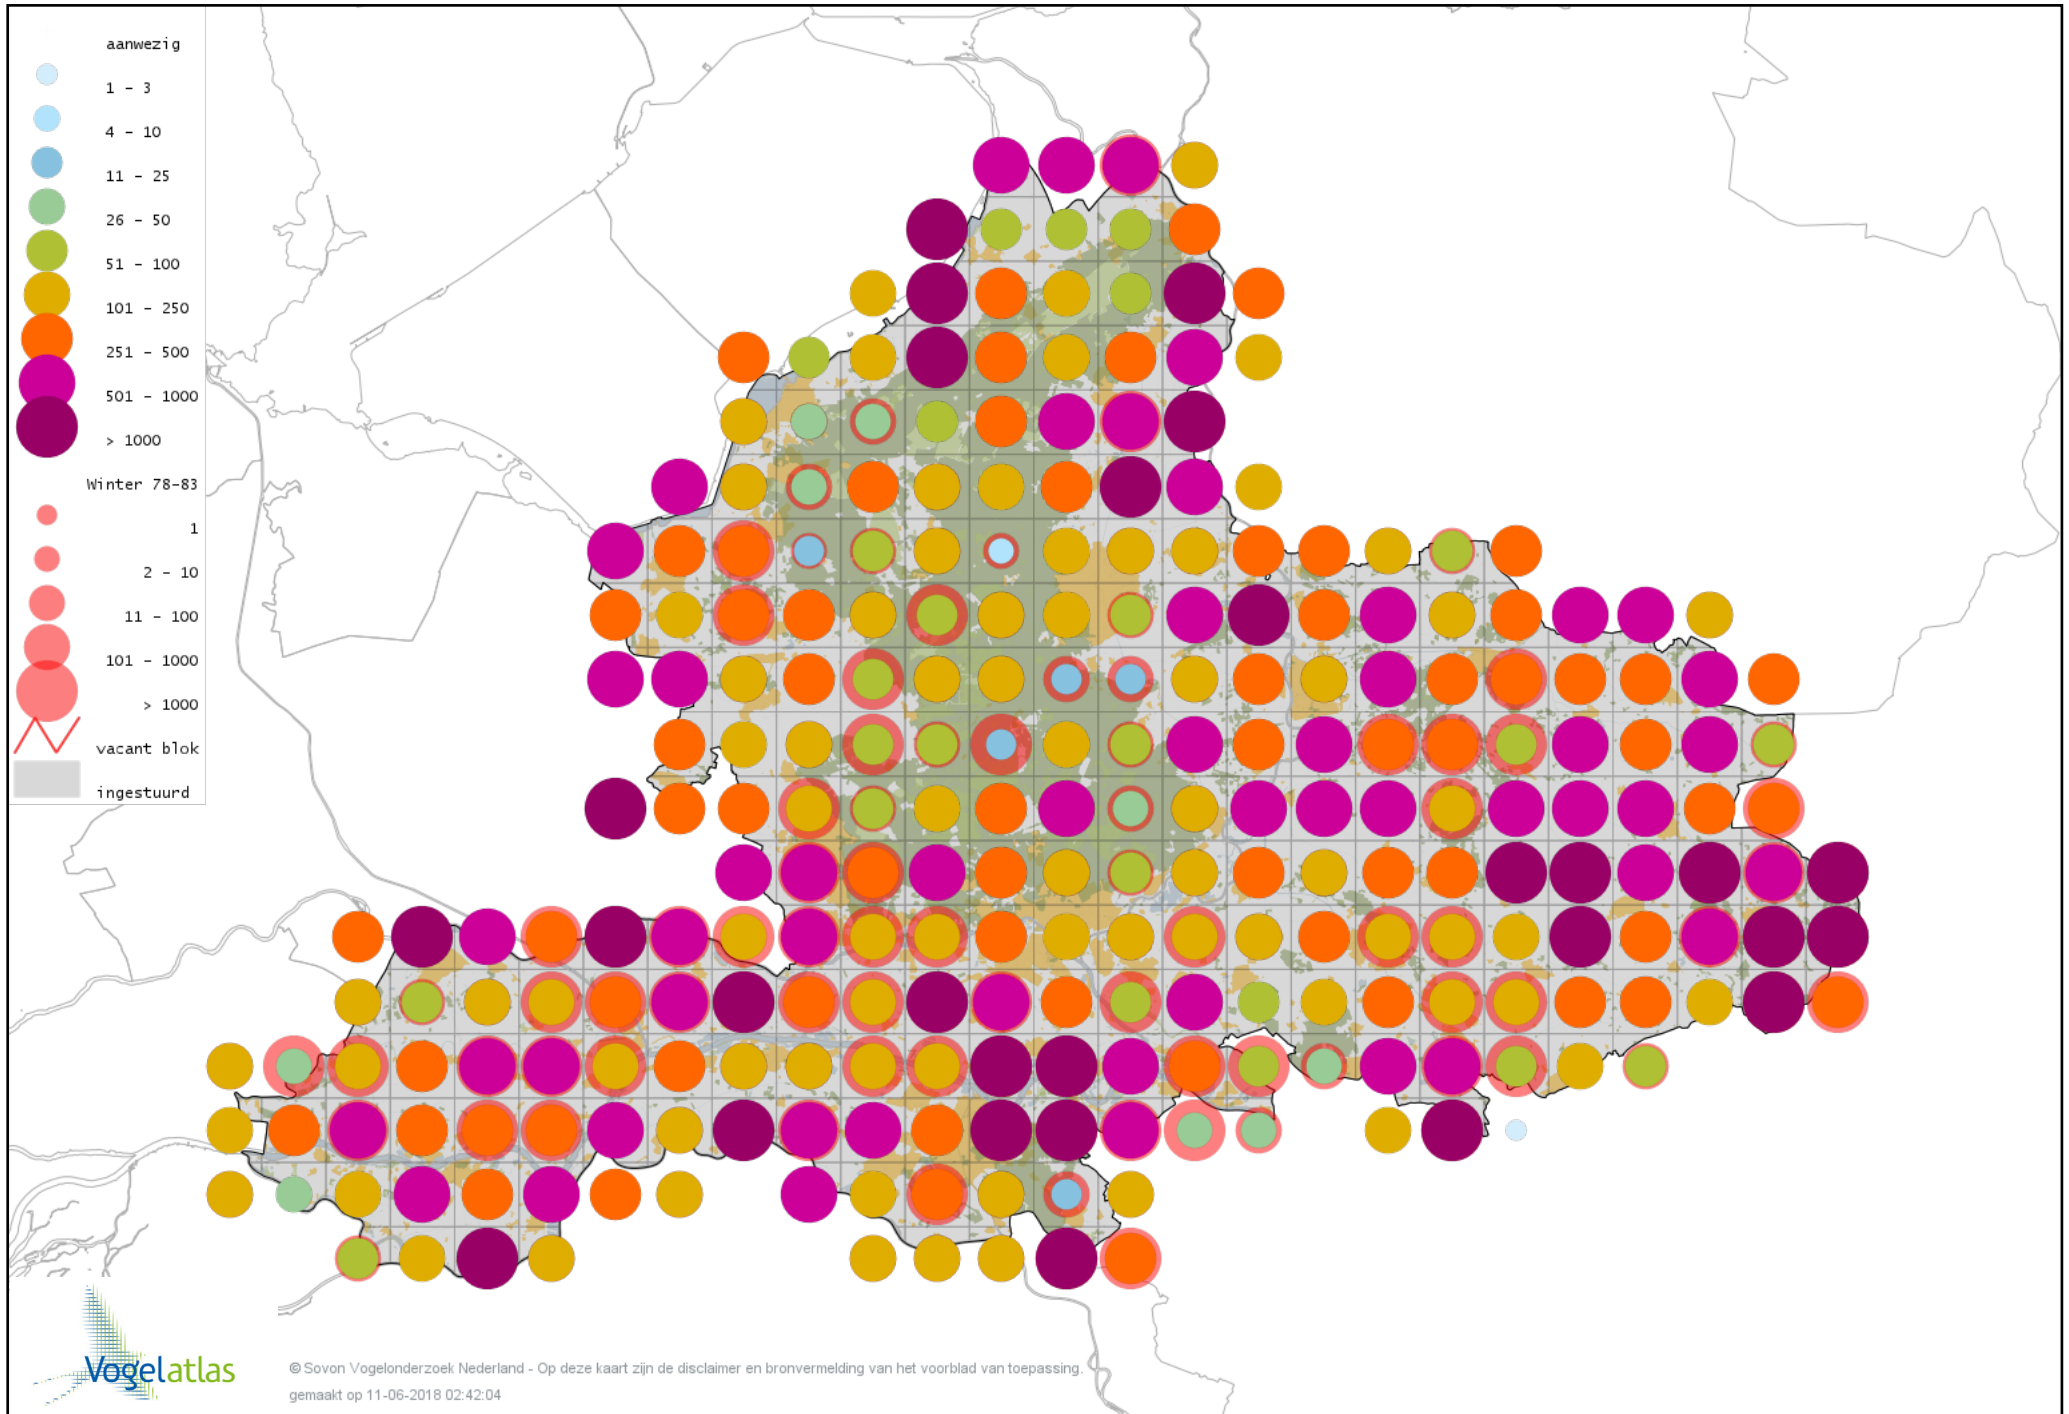 aanwezig
1 - 3
4 - 10
11 - 25
26 - 50
51 - 100
101 - 250
251 - 500
501 - 1000
> 1000
Winter 78-83
1
2 - 10
11 - 100
101 - 1000
> 1000
vacant blok
ingestuurd
Vogelatlas
© Sovon Vogelonderzoek Nederland - Op deze kaart zijn de disclaimer en bronvermelding van het voorblad van toepassing.
gemaakt op 11-06-2018 02:42:04